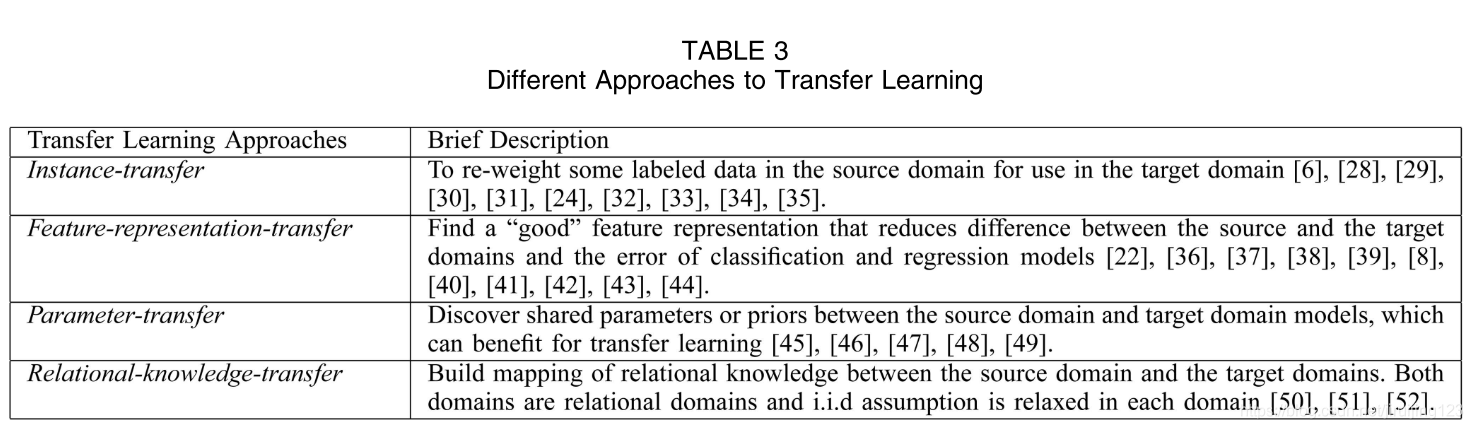 TABLE 3
Different Approaches to Transfer Learning
Transfer Learning Approaches Brief Description
Instance-transfer To re-weight some labeled data in the source domain for use in the target domain [6], [28], [29],
[30], [31], [24], [32], [33], [34], [35].
Feature-representation-transfer Find a “good” feature representation that reduces difference between the source and the target
domains and the error of classification and regression models [22], [36], [37], [38], [39], [8],
[40], [41], [42], [43], [44].
Parameter-transfer Discover shared parameters or priors between the source domain and target domain models, which
can benefit for transfer learning [45], [46], [47], [48], [49].
Relational-knowledge-transfer Build mapping of relational knowledge between the source domain and the target domains. Both
domains are relational domains and i.i.d assumption is relaxed in each domain [50], [51], [52].